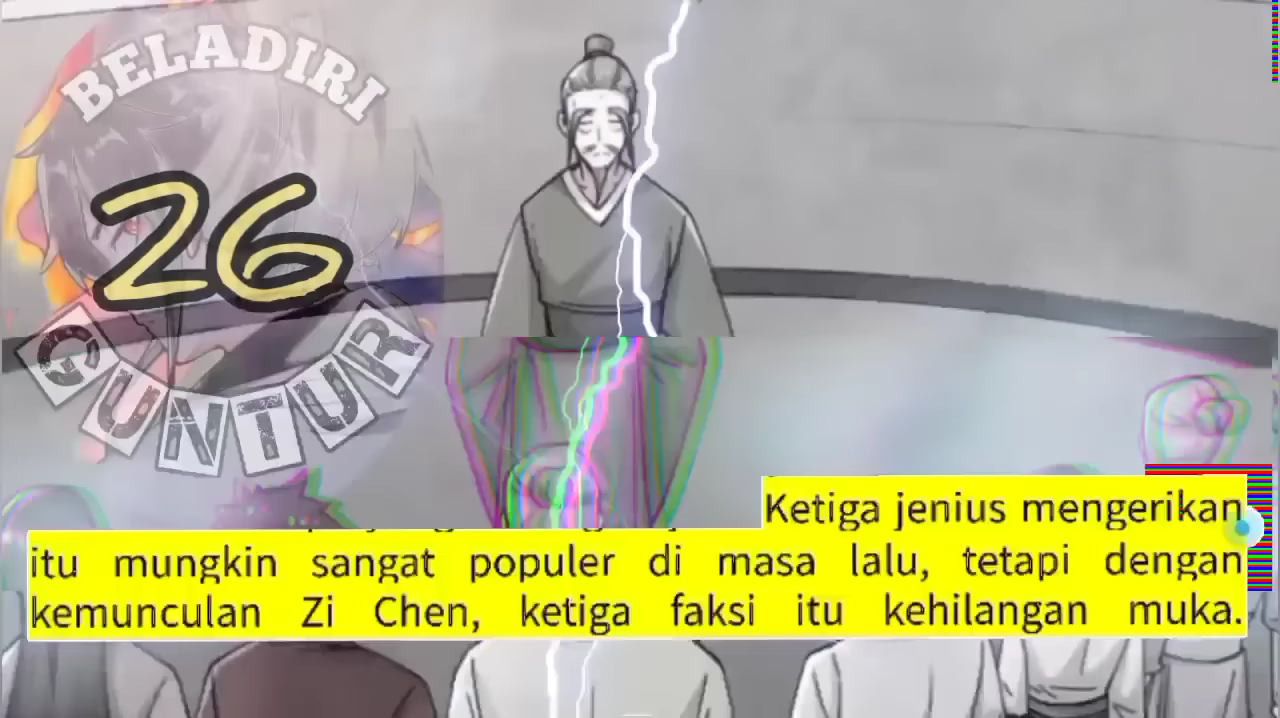 BELADIRI
26
GUNTUR
Ketiga jenius mengerikan
itu mungkin sangat populer di masa lalu, tetapi dengan
kemunculan Zi Chen, ketiga faksi itu kehilangan muka.